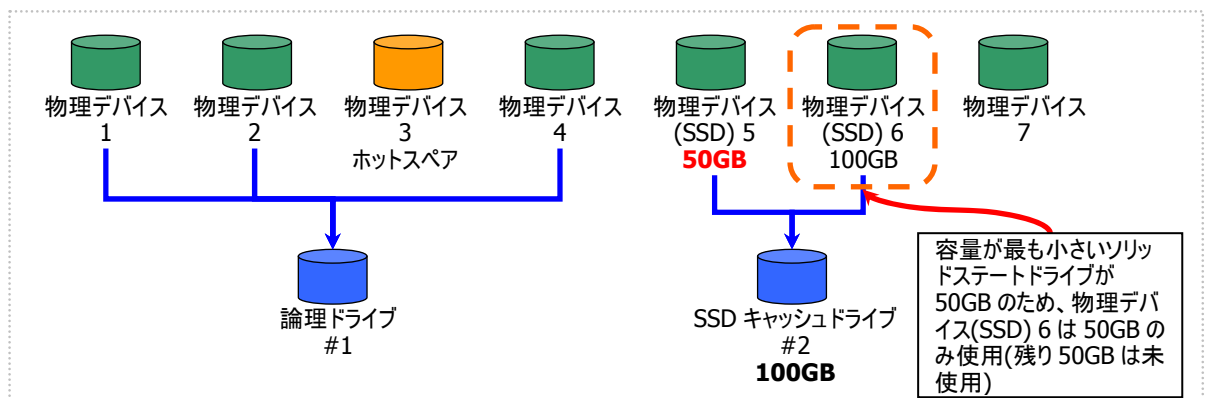 物理デバイス
1
物理デバイス
2
物理デバイス
3
ホットスペア
物理デバイス
4
物理デバイス
(SSD) 5
50GB
物理デバイス
(SSD) 6
100GB
物理デバイス
7
論理ドライブ
#1
SSD キャッシュドライブ
#2
100GB
容量が最も小さいソリッ
ドステートドライブが
50GB のため、物理デバ
イス(SSD) 6 は 50GB の
み使用(残り 50GB は未
使用)